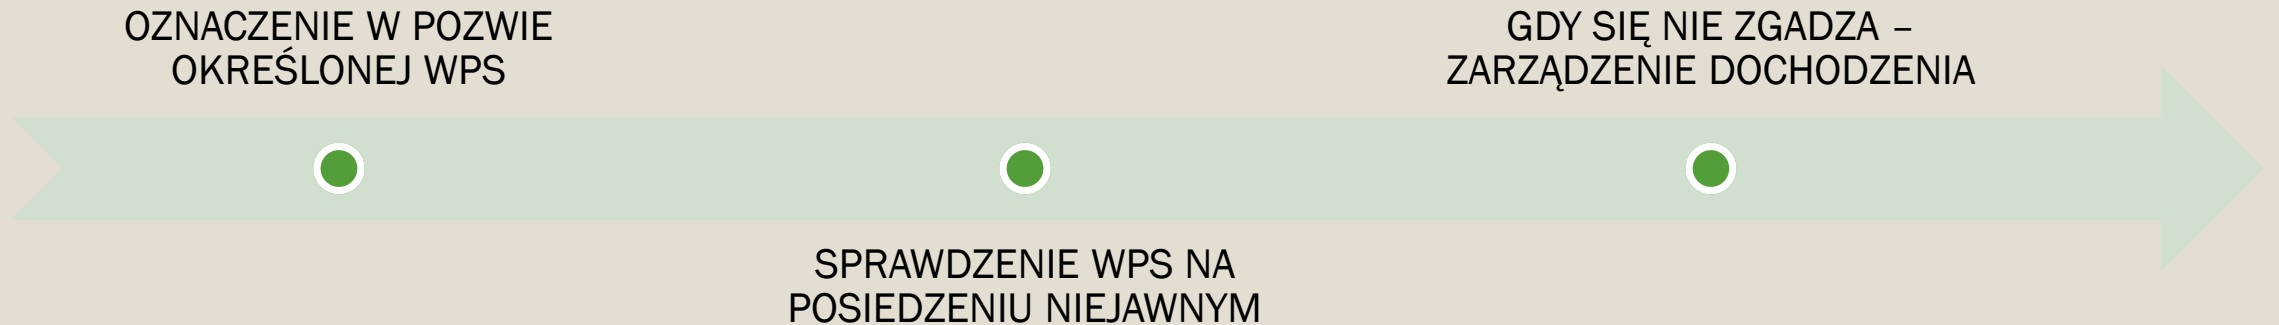 OZNACZENIE W POZWIE
OKREŚLONEJ WPS
SPRAWDZENIE WPS NA
POSIEDZENIU NIEJAWNYM
GDY SIĘ NIE ZGADZA –
ZARZĄDZENIE DOCHODZENIA